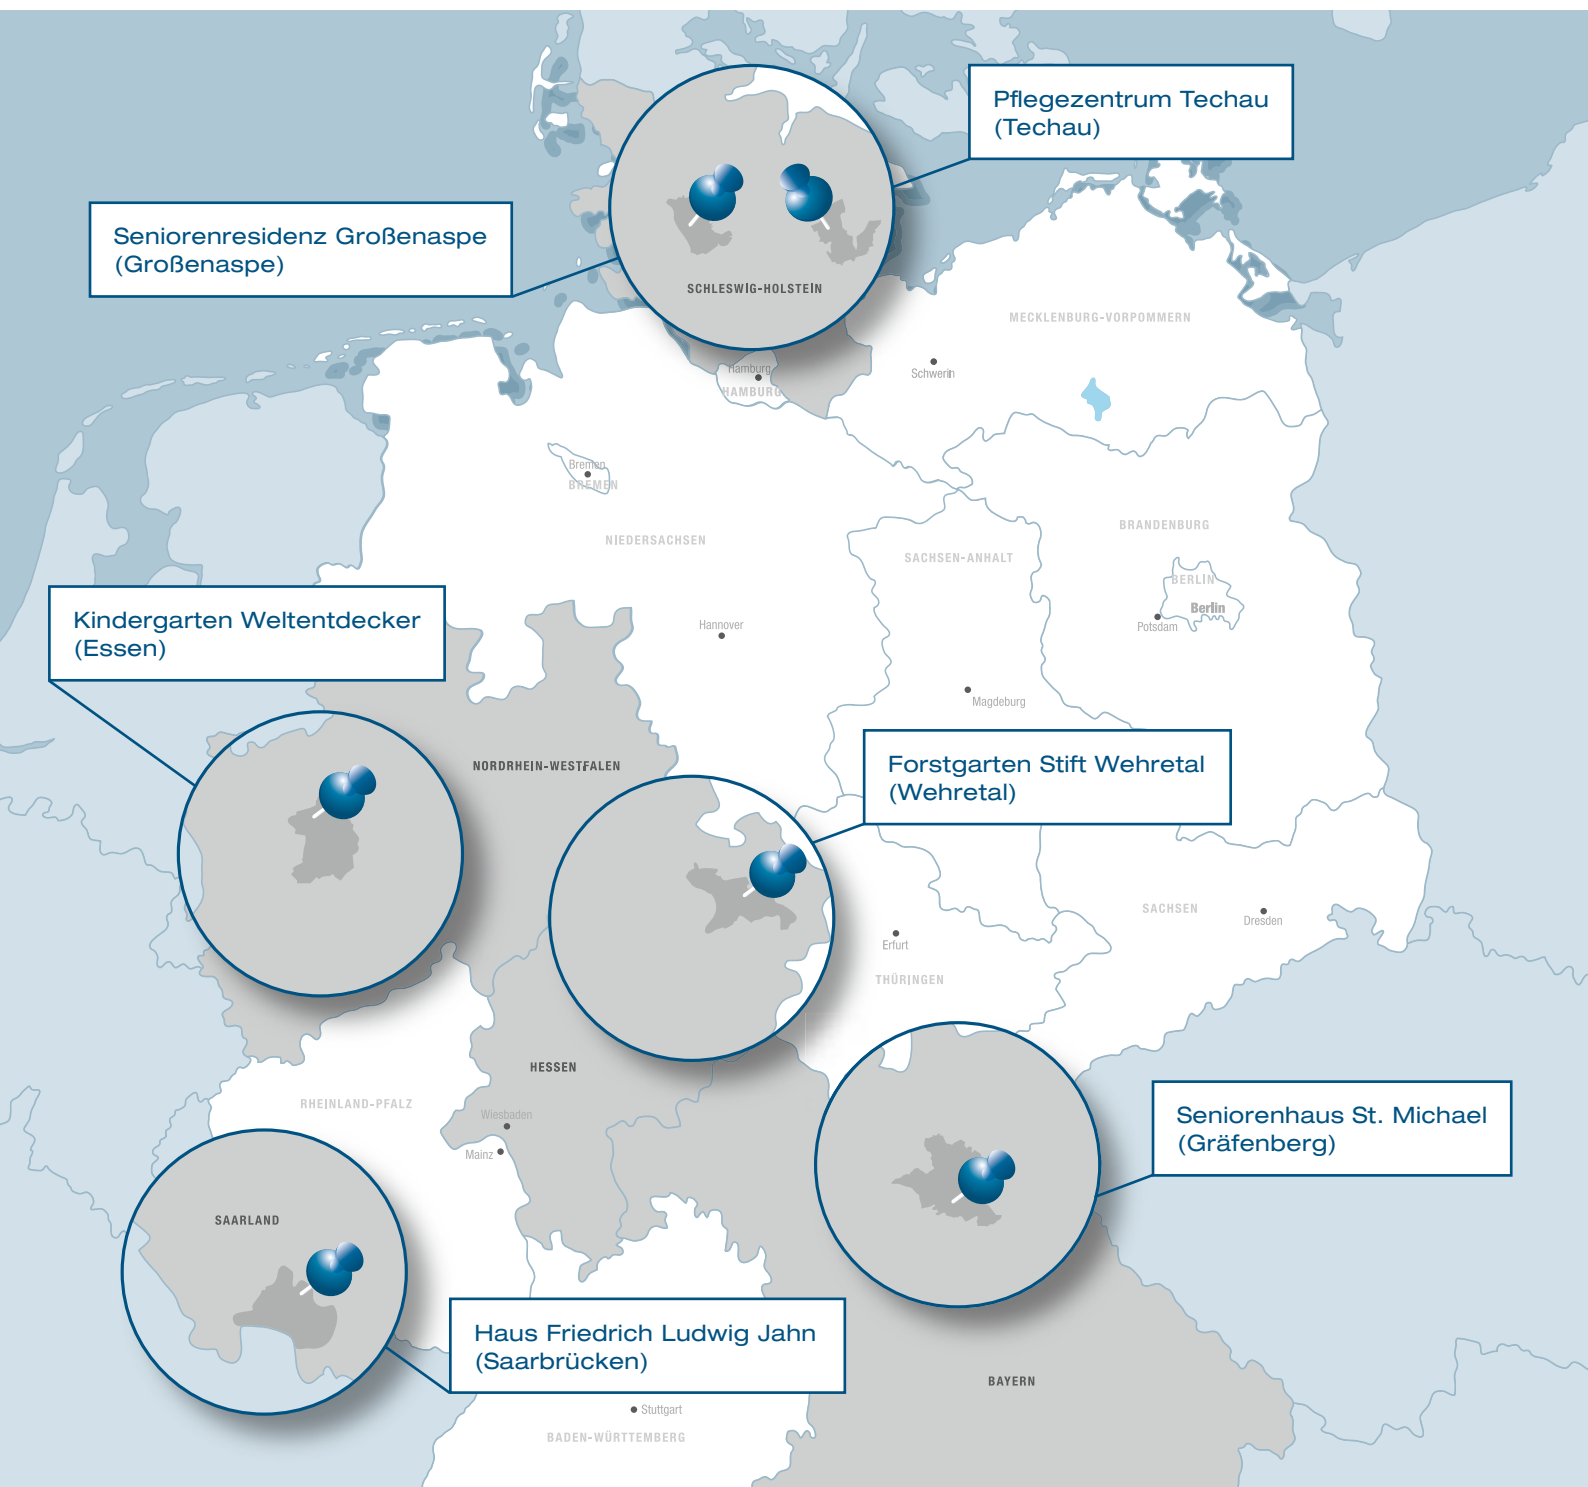 Pflegezentrum Techau
(Techau)
Seniorenresidenz Großenaspe
(Großenaspe)
SCHLESWIG-HOLSTEIN
MECKLENBURG-VORPOMMERN
Schwerin
Hamburg
HAMBURG
Bremen
BREMEN
NIEDERSACHSEN
BRANDENBURG
SACHSEN-ANHALT
BERLIN
Berlin
Potsdam
Hannover
Kindergarten Weltentdecker
(Essen)
Magdeburg
NORDRHEIN-WESTFALEN
Forstgarten Stift Wehretal
(Wehretal)
SACHSEN
Dresden
Erfurt
THÜRINGEN
HESSEN
RHEINLAND-PFALZ
Wiesbaden
Mainz
Seniorenhaus St. Michael
(Gräfenberg)
SAARLAND
Haus Friedrich Ludwig Jahn
(Saarbrücken)
BAYERN
Stuttgart
BADEN-WÜRTTEMBERG